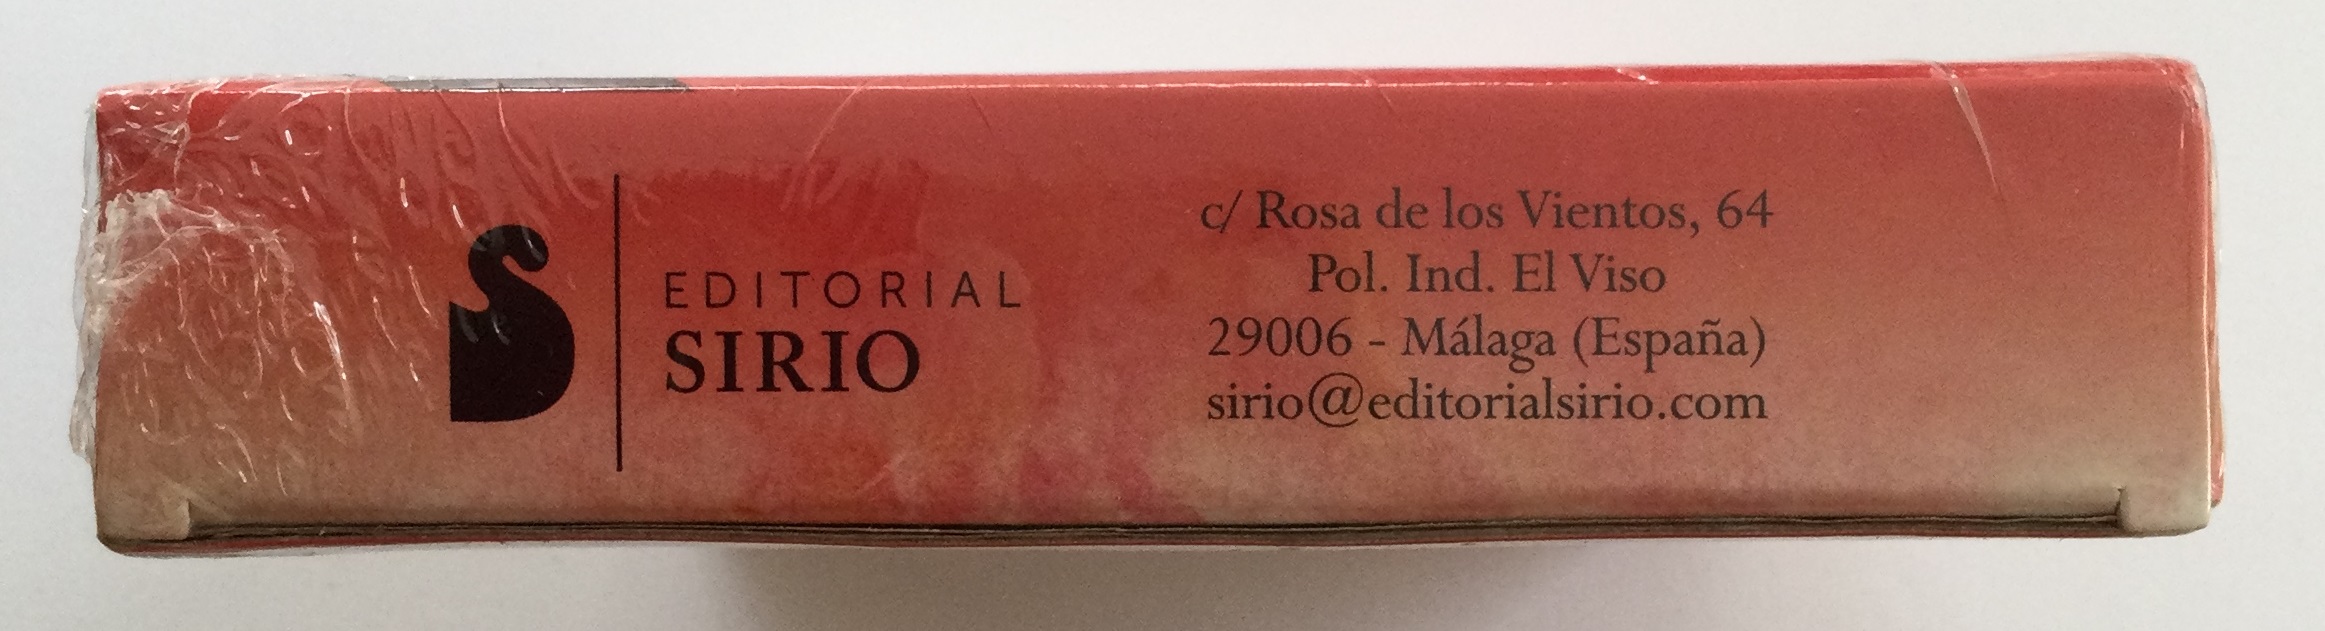 EDITORIAL
SIRIO
c/ Rosa de los Vientos, 64
Pol. Ind. El Viso
29006 - Málaga (España)
sirio@editorialsirio.com